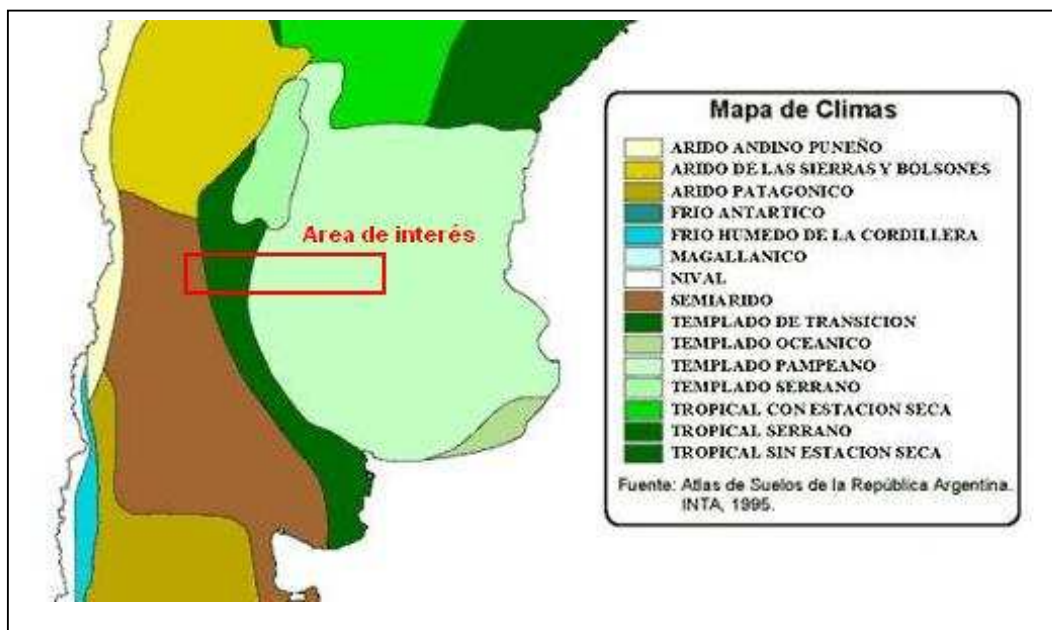 Area de interés
Mapa de Climas
ARIDO ANDINO PUNEÑO
ARIDO DE LAS SIERRAS Y BOLSONES
ARIDO PATAGONICO
FRIO ANTARTICO
FRIO HUMEDO DE LA CORDILLERA
MAGALLANICO
NIVAL
SEMIARIDO
TEMPLADO DE TRANSICION
TEMPLADO OCEANICO
TEMPLADO PAMPEANO
TEMPLADO SERRANO
TROPICAL CON ESTACION SECA
TROPICAL SERRANO
TROPICAL SIN ESTACION SECA
Fuente: Atlas de Suelos de la República Argentina.
INTA, 1995.